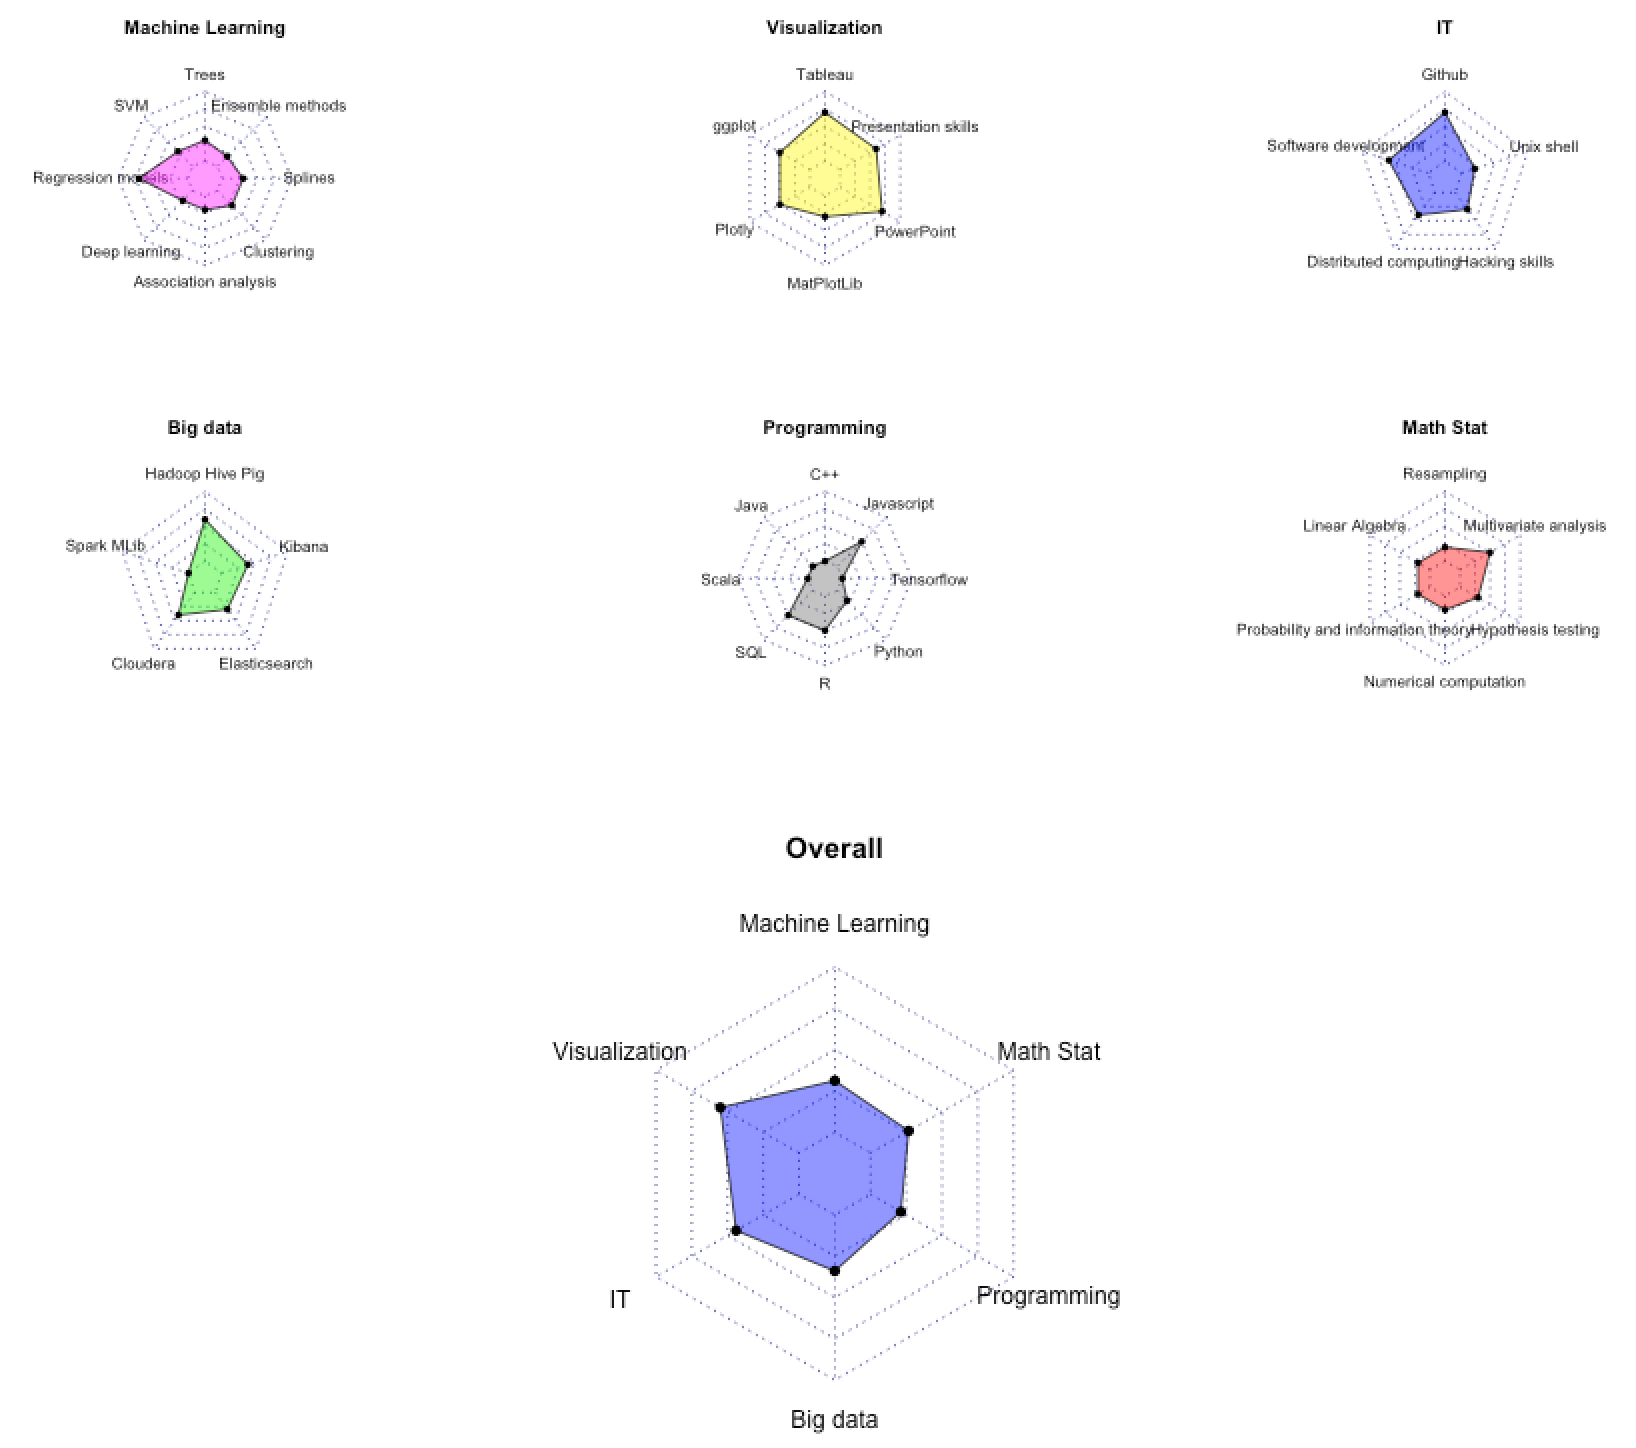 Machine Learning
Trees
SVM
Ensemble methods
Regression models
Splines
Deep learning
Clustering
Association analysis
Visualization
Tableau
ggplot
Presentation skills
Plotly
PowerPoint
MatPlotLib
IT
Github
Software development
Unix shell
Distributed computing
Hacking skills
Big data
Hadoop Hive Pig
Spark MLib
Kibana
Cloudera
Elasticsearch
Programming
C++
Java
Javascript
Scala
Tensorflow
SQL
Python
R
Math Stat
Resampling
Linear Algebra
Multivariate analysis
Probability and information theory
Hypothesis testing
Numerical computation
Overall
Machine Learning
Visualization
Math Stat
IT
Programming
Big data